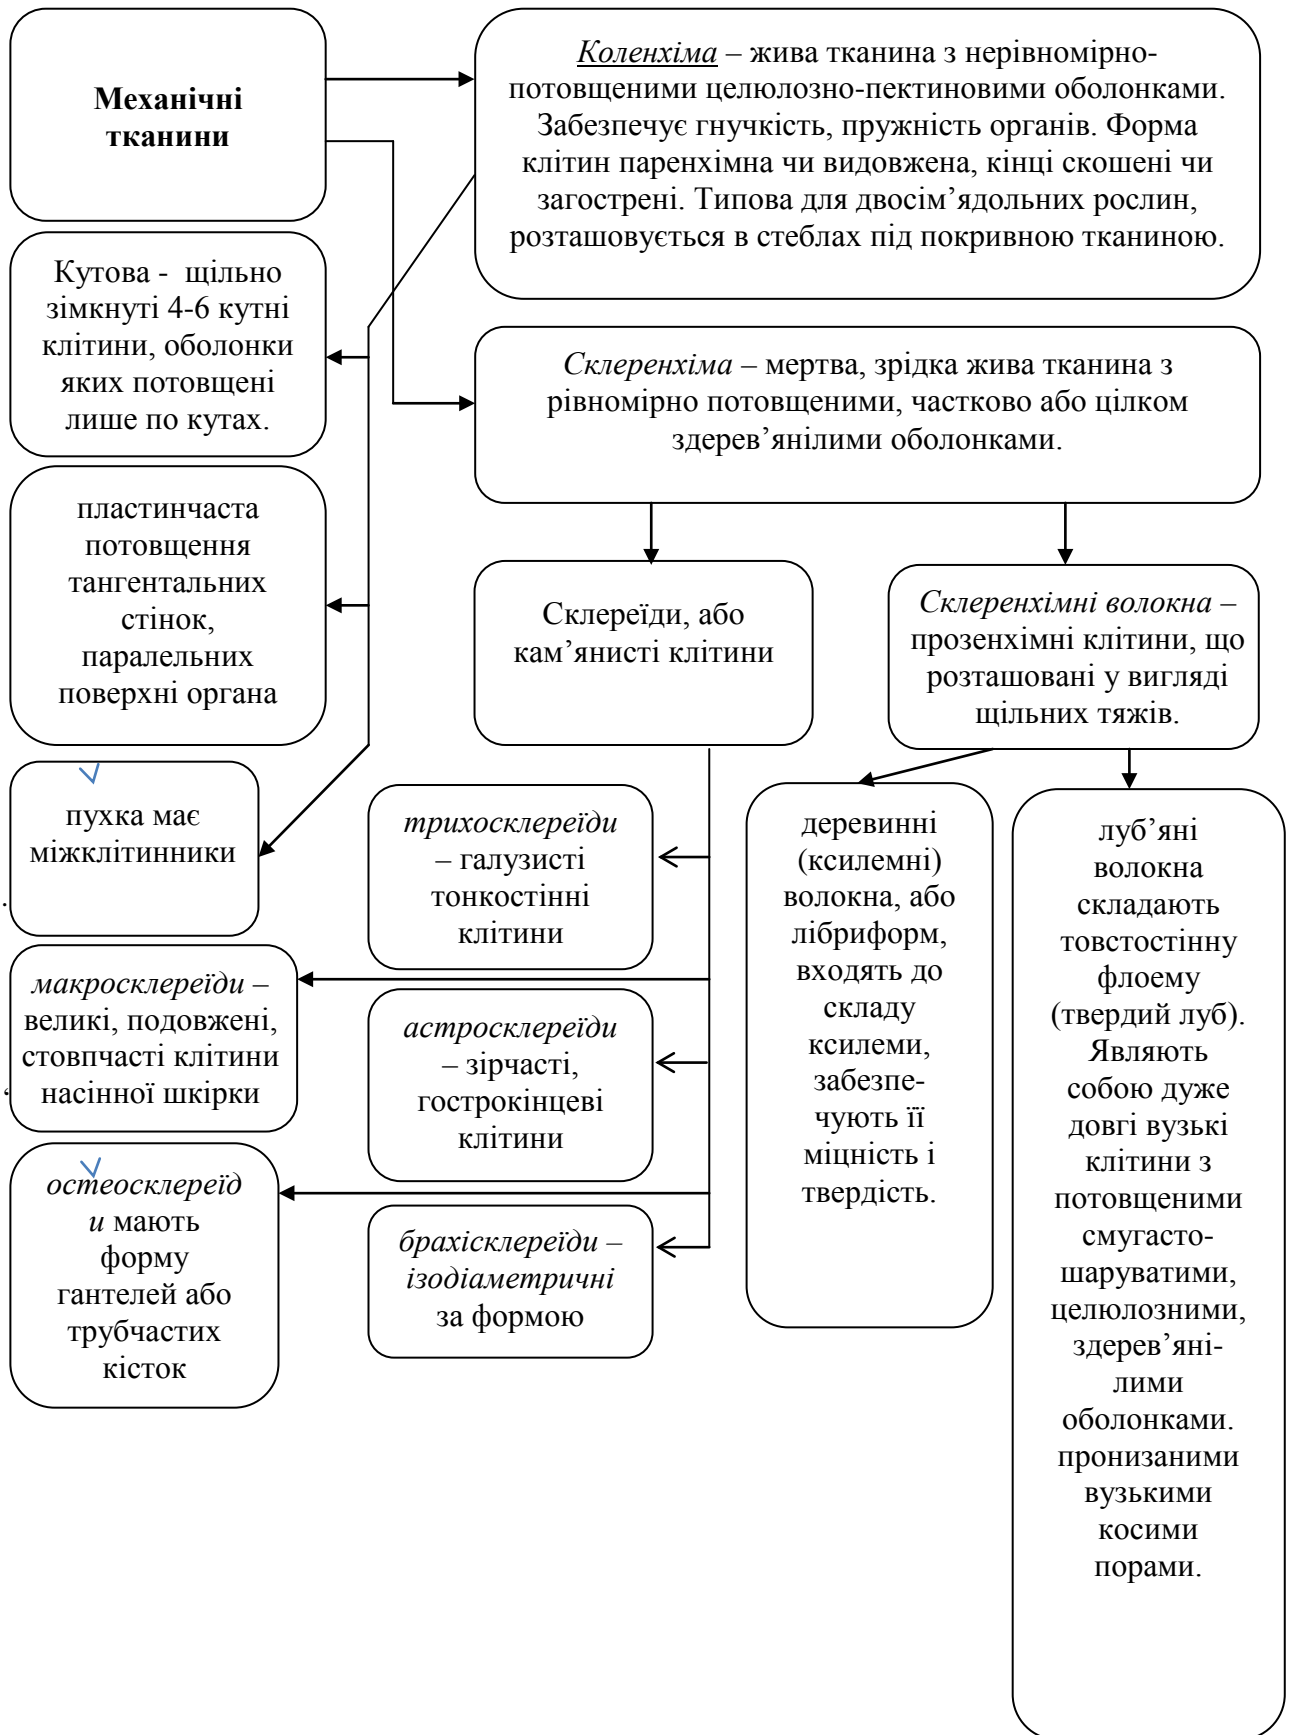 Механічні
тканини
Коленхіма – жива тканина з нерівномірно-
потовщеними целюлозно-пектиновими оболонками.
Забезпечує гнучкість, пружність органів. Форма
клітин паренхімна чи видовжена, кінці скошені чи
загострені. Типова для двосім’ядольних рослин,
розташовується в стеблах під покривною тканиною.
Кутова - щільно
зімкнуті 4-6 кутні
клітини, оболонки
яких потовщені
лише по кутах.
Склеренхіма – мертва, зрідка жива тканина з
рівномірно потовщеними, частково або цілком
здерев’янілими оболонками.
пластинчаста
потовщення
тангентальних
стінок,
паралельних
поверхні органа
Склереїди, або
кам’янисті клітини
Склеренхімні волокна –
прозенхімні клітини, що
розташовані у вигляді
щільних тяжів.
пухка має
міжклітинники
трихосклереїди
– галузисті
тонкостінні
клітини
деревинні
(ксилемні)
волокна, або
лібриформ,
входять до
складу
ксилеми,
забезпе-
чують її
міцність і
твердість.
луб’яні
волокна
складають
товстостінну
флоему
(твердий луб).
Являють
собою дуже
довгі вузькі
клітини з
потовщеними
смугасто-
шаруватими,
целюлозними,
здерев’яні-
лими
оболонками.
пронизаними
вузькими
косими
порами.
макросклереїди –
великі, подовжені,
стовпчасті клітини
насінної шкірки
астросклереїди
– зірчасті,
гострокінцеві
клітини
остеосклереїд
и мають
форму
гантелей або
трубчастих
кісток
брахісклереїди –
ізодіаметричні
за формою